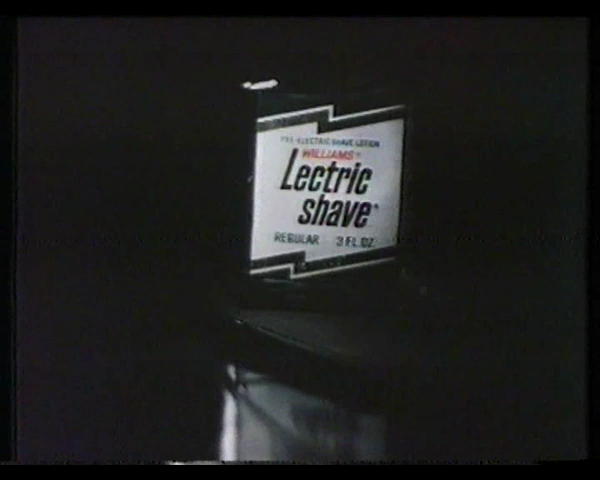 PRE-ELECTRIC SHAVE LOTION
WILLIAMS®
Lectric
shave®
REGULAR 3 FL. OZ.